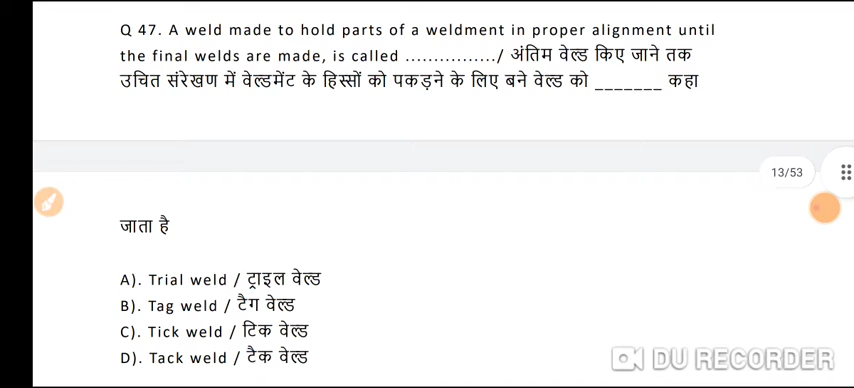 Q 47. A weld made to hold parts of a weldment in proper alignment until
the final welds are made, is called ................/ अंतिम वेल्ड किए जाने तक
उचित संरेखण में वेल्डमेंट के हिस्सों को पकड़ने के लिए बने वेल्ड को _______ कहा
13/53
जाता है
A). Trial weld / ट्राइल वेल्ड
B). Tag weld / टैग वेल्ड
C). Tick weld / टिक वेल्ड
D). Tack weld / टैक वेल्ड
DU RECORDER